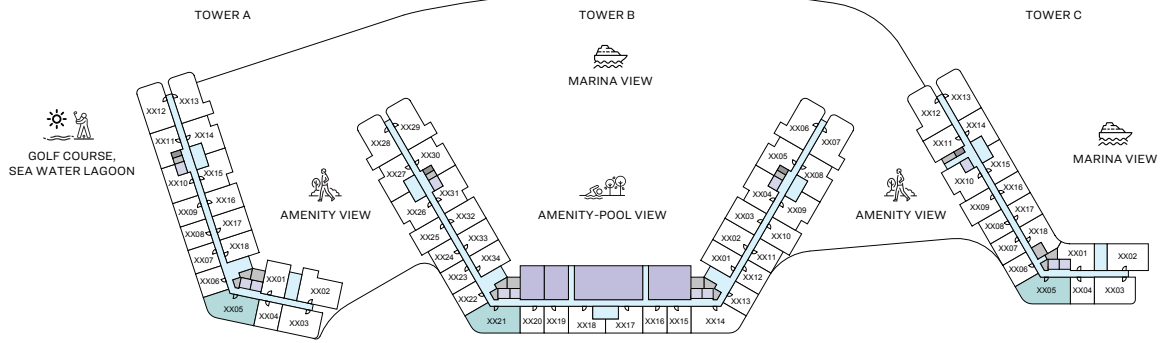 TOWER A
TOWER B
TOWER C
MARINA VIEW
GOLF COURSE,
SEA WATER LAGOON
AMENITY VIEW
AMENITY-POOL VIEW
AMENITY VIEW
MARINA VIEW
XX13
XX12
XX14
XX11
XX15
XX10
XX16
XX09
XX17
XX08
XX18
XX07
XX06
XX01
XX02
XX05
XX04
XX03
XX29
XX28
XX30
XX27
XX31
XX26
XX32
XX25
XX33
XX24
XX34
XX23
XX22
XX21
XX20
XX19
XX18
XX17
XX16
XX15
XX14
XX13
XX12
XX11
XX01
XX10
XX02
XX09
XX03
XX04
XX08
XX05
XX07
XX06
XX13
XX12
XX14
XX11
XX15
XX10
XX16
XX09
XX17
XX08
XX18
XX07
XX06
XX01
XX02
XX05
XX04
XX03